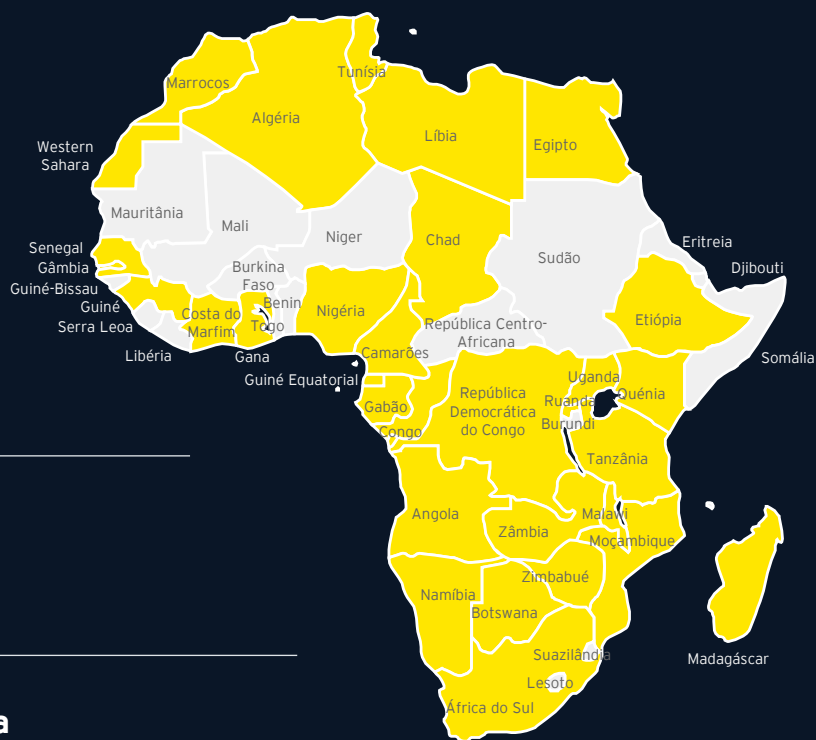 Tunísia
Marrocos
Algéria
Líbia
Egipto
Western
Sahara
Mauritânia
Mali
Niger
Chad
Sudão
Eritreia
Djibouti
Senegal
Gâmbia
Guiné-Bissau
Guiné
Serra Leoa
Libéria
Burkina
Faso
Benin
Costa do
Marfim
Togo
Gana
Nigéria
Camarões
República Centro-
Africana
Etiópia
Somália
Guiné Equatorial
Gabão
Congo
República
Democrática
do Congo
Uganda
Quénia
Ruanda
Burundi
Tanzânia
Angola
Zâmbia
Malawi
Moçambique
Zimbabué
Namíbia
Botswana
Suazilândia
Lesoto
África do Sul
Madagáscar
a